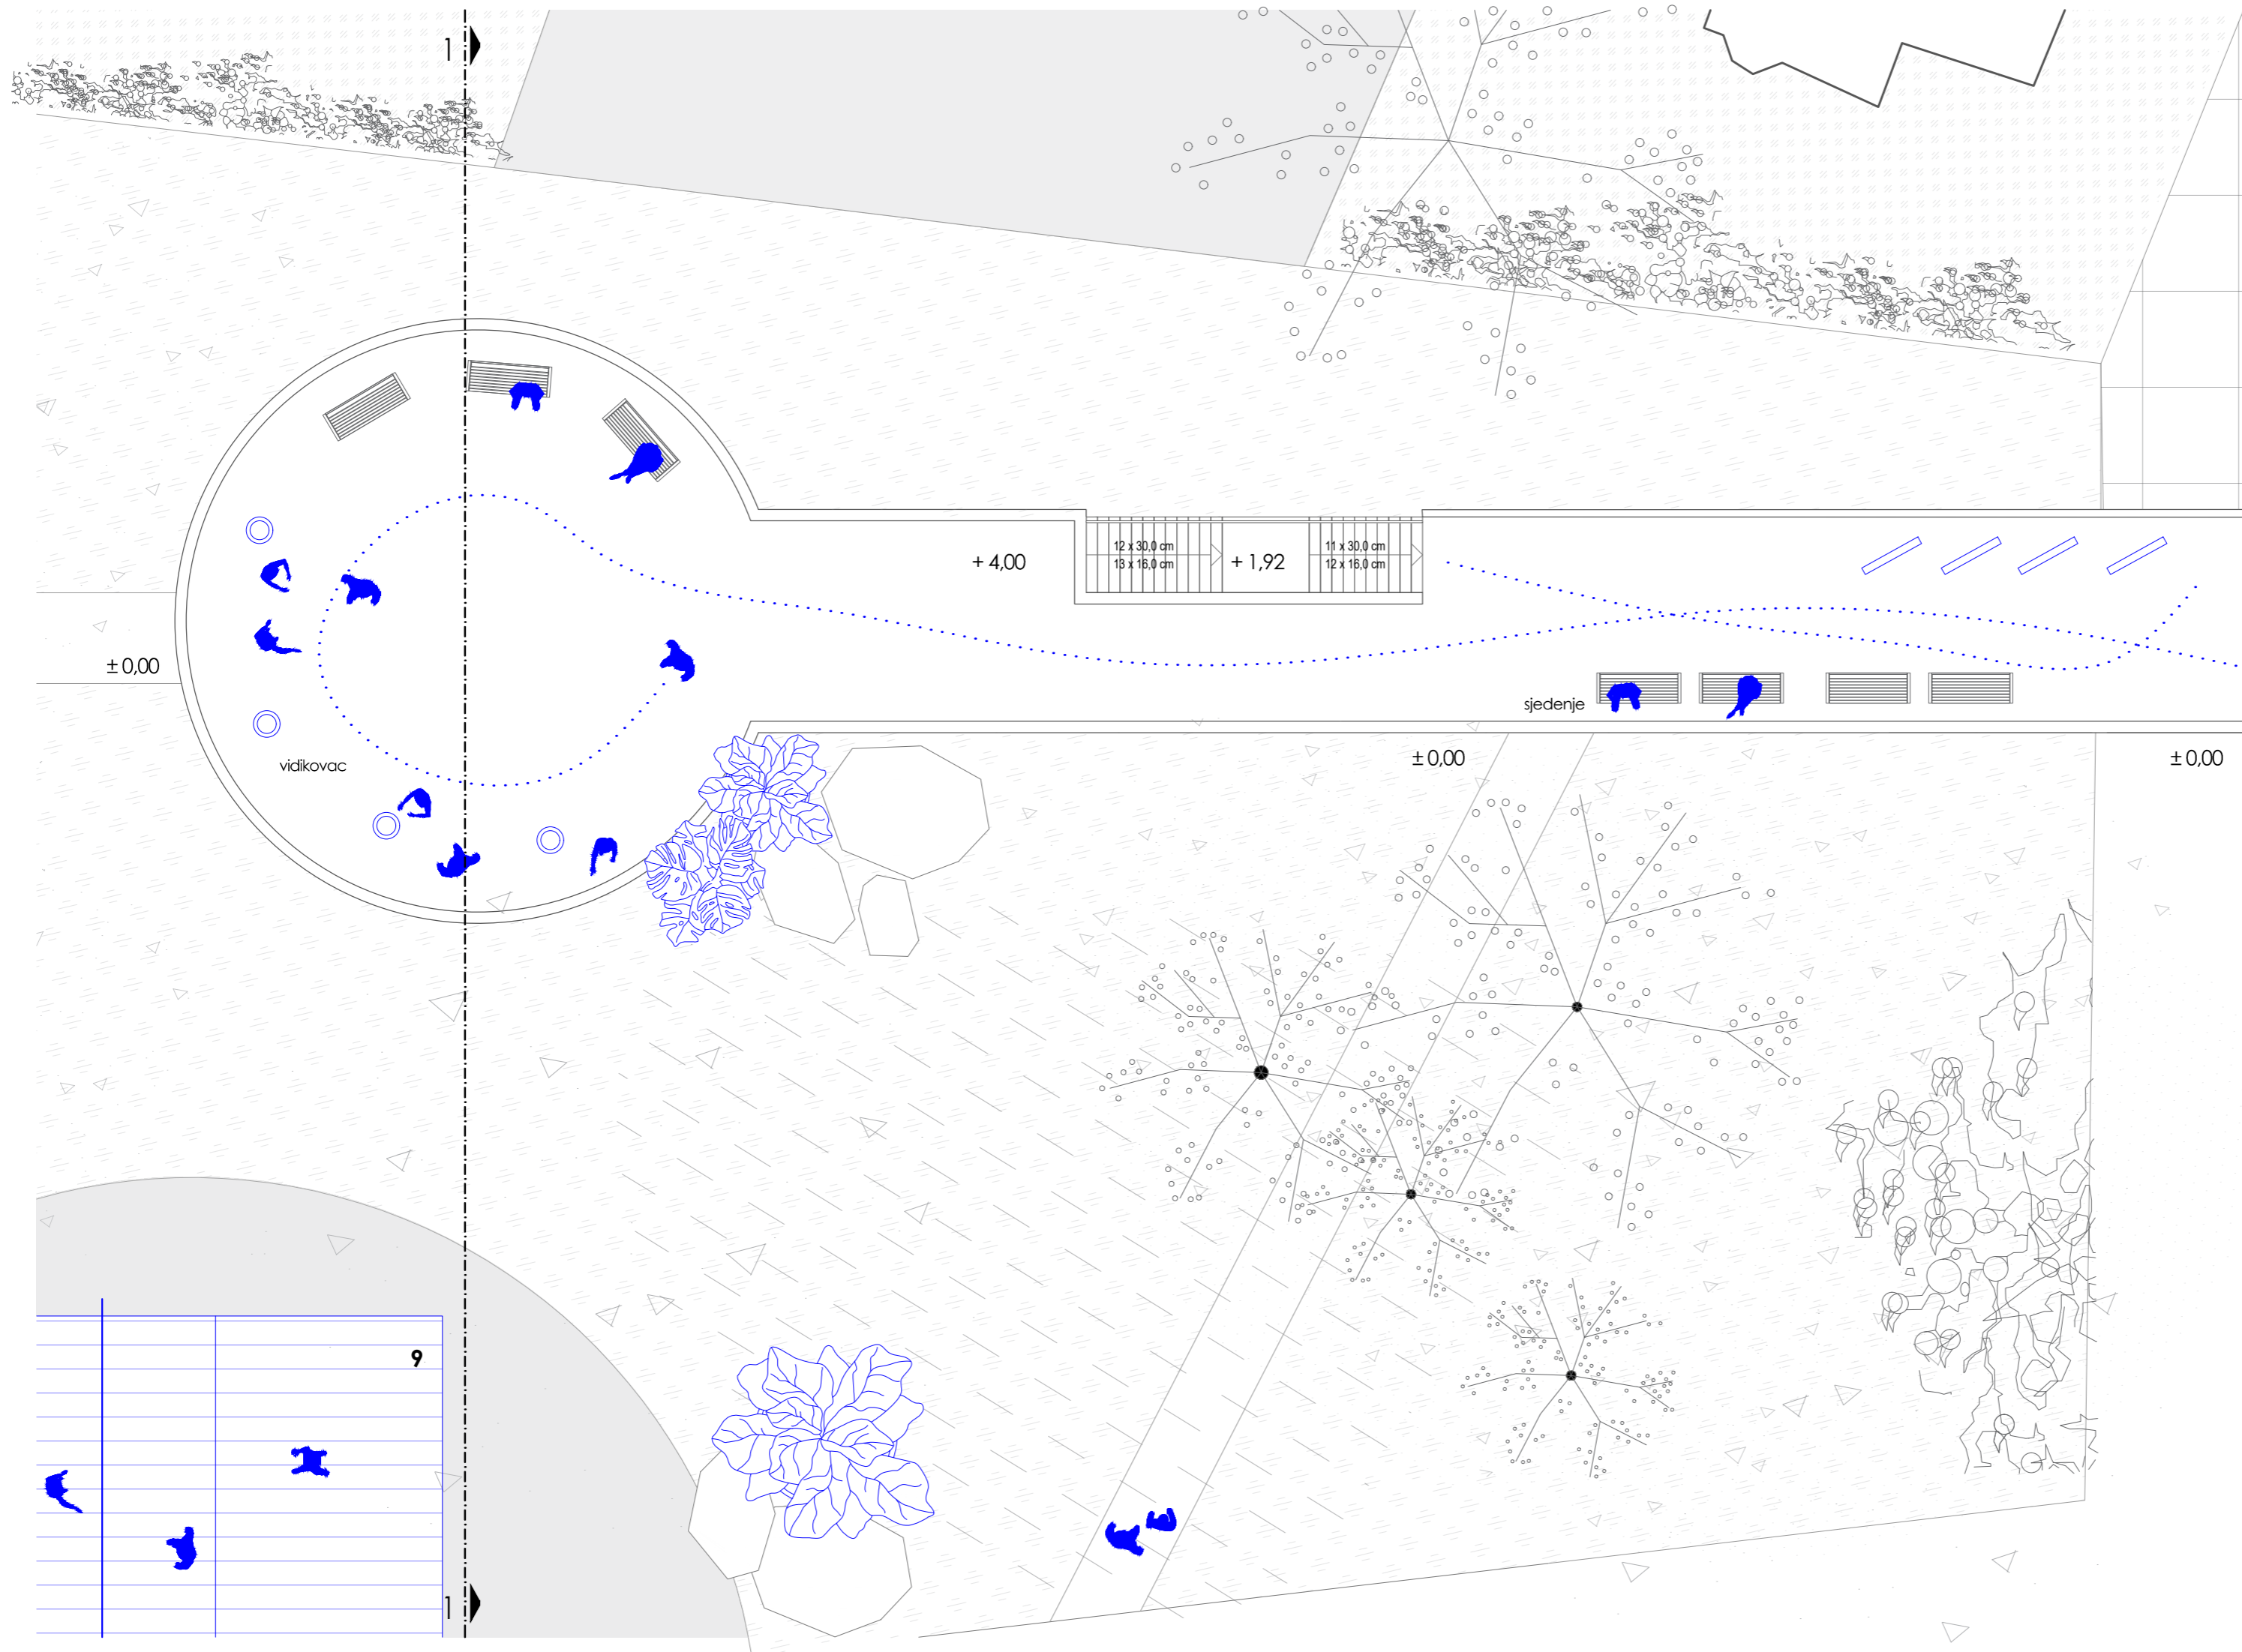 1
12 x 30,0 cm
13 x 16,0 cm
11 x 30,0 cm
12 x 16,0 cm
+ 4,00
+ 1,92
± 0,00
sjedenje
vidikovac
± 0,00
± 0,00
9
1